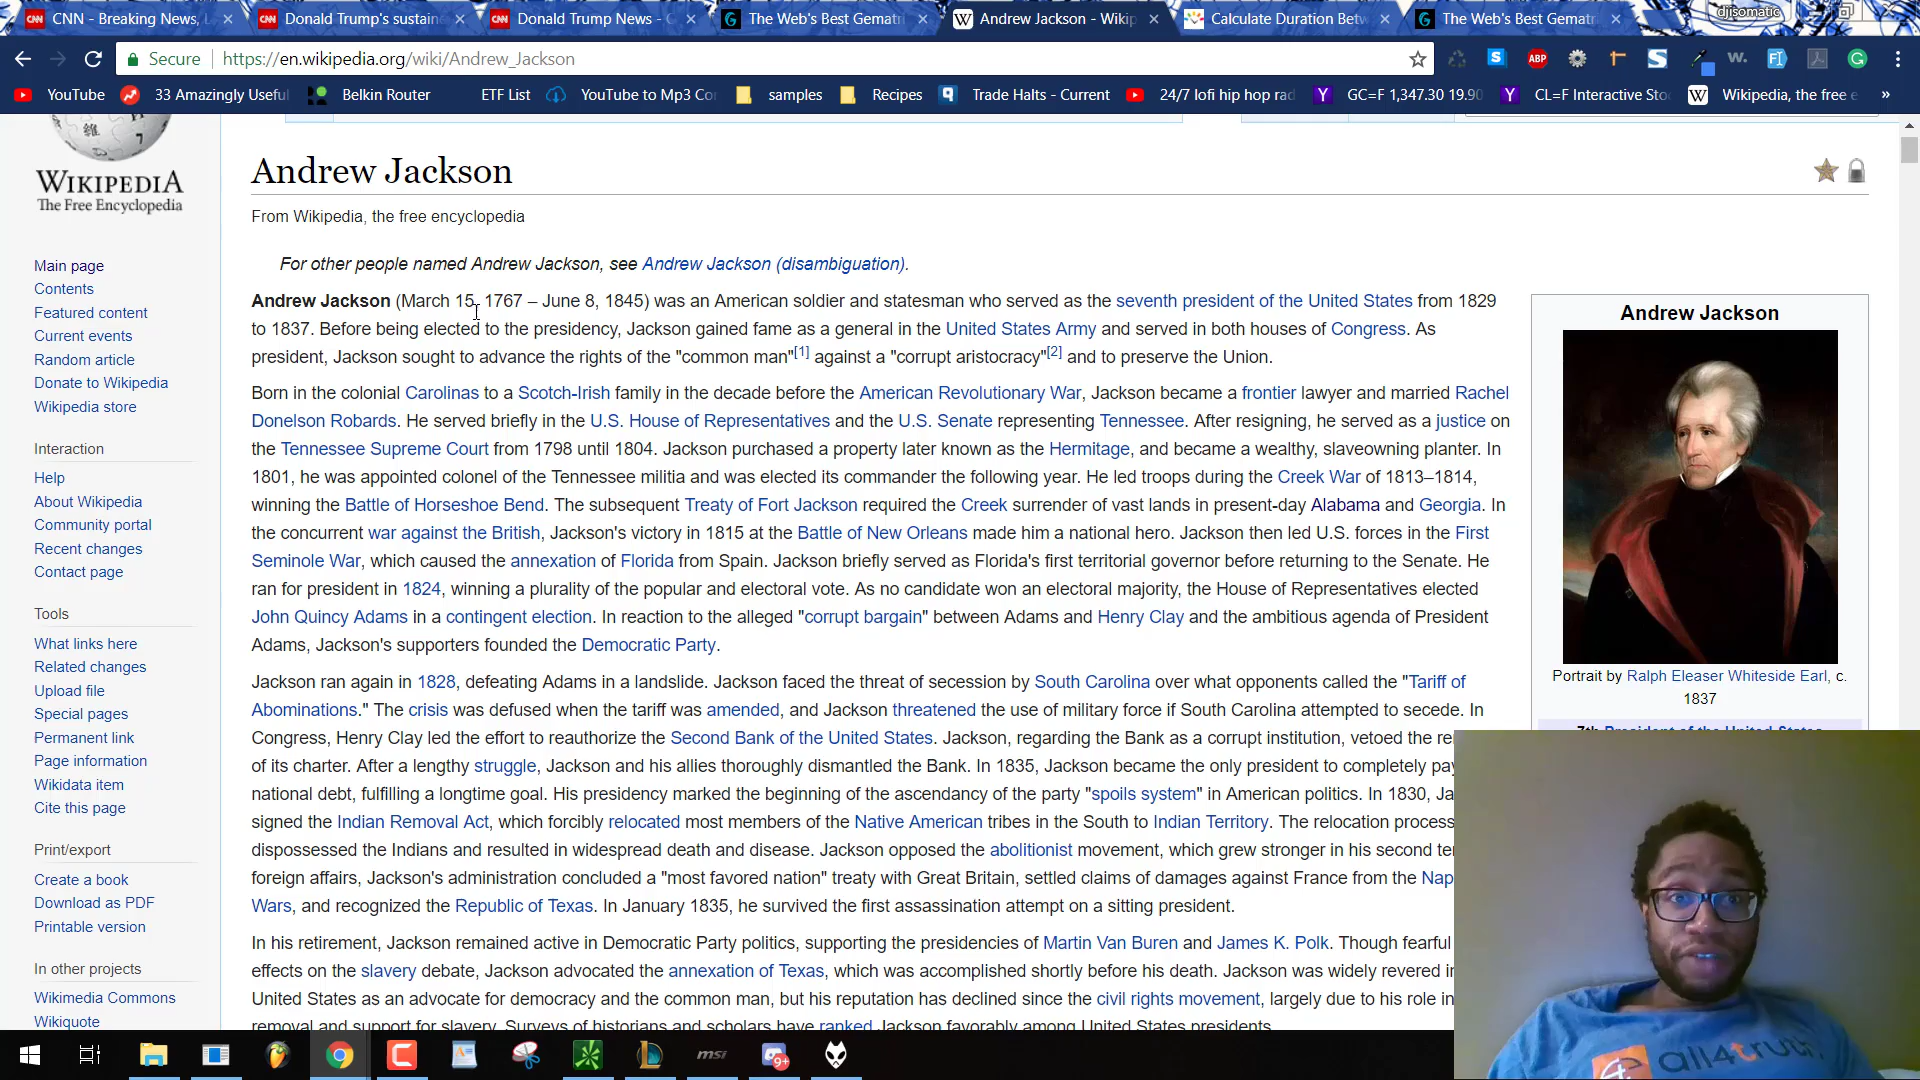 CNN - Breaking News, L
Donald Trump's sustain
Donald Trump News - C
The Web's Best Gematri
Andrew Jackson - Wikip
Calculate Duration Betw
The Web's Best Gematri
djisomatic
Secure
https://en.wikipedia.org/wiki/Andrew_Jackson
YouTube
33 Amazingly Useful
Belkin Router
ETF List
YouTube to Mp3 Cor
samples
Recipes
Trade Halts - Current
24/7 lofi hip hop rad
GC=F 1,347.30 19.90
CL=F Interactive Sto
Wikipedia, the free e
»
WIKIPEDIA
The Free Encyclopedia
Main page
Contents
Featured content
Current events
Random article
Donate to Wikipedia
Wikipedia store
Interaction
Help
About Wikipedia
Community portal
Recent changes
Contact page
Tools
What links here
Related changes
Upload file
Special pages
Permanent link
Page information
Wikidata item
Cite this page
Print/export
Create a book
Download as PDF
Printable version
In other projects
Wikimedia Commons
Wikiquote
Andrew Jackson
From Wikipedia, the free encyclopedia
For other people named Andrew Jackson, see Andrew Jackson (disambiguation).
Andrew Jackson (March 15, 1767 – June 8, 1845) was an American soldier and statesman who served as the seventh president of the United States from 1829
to 1837. Before being elected to the presidency, Jackson gained fame as a general in the United States Army and served in both houses of Congress. As
president, Jackson sought to advance the rights of the "common man"[1] against a "corrupt aristocracy"[2] and to preserve the Union.
Born in the colonial Carolinas to a Scotch-Irish family in the decade before the American Revolutionary War, Jackson became a frontier lawyer and married Rachel
Donelson Robards. He served briefly in the U.S. House of Representatives and the U.S. Senate representing Tennessee. After resigning, he served as a justice on
the Tennessee Supreme Court from 1798 until 1804. Jackson purchased a property later known as the Hermitage, and became a wealthy, slaveowning planter. In
1801, he was appointed colonel of the Tennessee militia and was elected its commander the following year. He led troops during the Creek War of 1813–1814,
winning the Battle of Horseshoe Bend. The subsequent Treaty of Fort Jackson required the Creek surrender of vast lands in present-day Alabama and Georgia. In
the concurrent war against the British, Jackson's victory in 1815 at the Battle of New Orleans made him a national hero. Jackson then led U.S. forces in the First
Seminole War, which caused the annexation of Florida from Spain. Jackson briefly served as Florida's first territorial governor before returning to the Senate. He
ran for president in 1824, winning a plurality of the popular and electoral vote. As no candidate won an electoral majority, the House of Representatives elected
John Quincy Adams in a contingent election. In reaction to the alleged "corrupt bargain" between Adams and Henry Clay and the ambitious agenda of President
Adams, Jackson's supporters founded the Democratic Party.
Jackson ran again in 1828, defeating Adams in a landslide. Jackson faced the threat of secession by South Carolina over what opponents called the "Tariff of
Abominations." The crisis was defused when the tariff was amended, and Jackson threatened the use of military force if South Carolina attempted to secede. In
Congress, Henry Clay led the effort to reauthorize the Second Bank of the United States. Jackson, regarding the Bank as a corrupt institution, vetoed the re
of its charter. After a lengthy struggle, Jackson and his allies thoroughly dismantled the Bank. In 1835, Jackson became the only president to completely pay
national debt, fulfilling a longtime goal. His presidency marked the beginning of the ascendancy of the party "spoils system" in American politics. In 1830, Ja
signed the Indian Removal Act, which forcibly relocated most members of the Native American tribes in the South to Indian Territory. The relocation process
dispossessed the Indians and resulted in widespread death and disease. Jackson opposed the abolitionist movement, which grew stronger in his second ter
foreign affairs, Jackson's administration concluded a "most favored nation" treaty with Great Britain, settled claims of damages against France from the Nap
Wars, and recognized the Republic of Texas. In January 1835, he survived the first assassination attempt on a sitting president.
In his retirement, Jackson remained active in Democratic Party politics, supporting the presidencies of Martin Van Buren and James K. Polk. Though fearful
effects on the slavery debate, Jackson advocated the annexation of Texas, which was accomplished shortly before his death. Jackson was widely revered in
United States as an advocate for democracy and the common man, but his reputation has declined since the civil rights movement, largely due to his role in
removal and support for slavery. Surveys of historians and scholars have ranked Jackson favorably among United States presidents.
Andrew Jackson
Portrait by Ralph Eleaser Whiteside Earl, c.
1837
7th President of the United States
all4truth
msi
9+